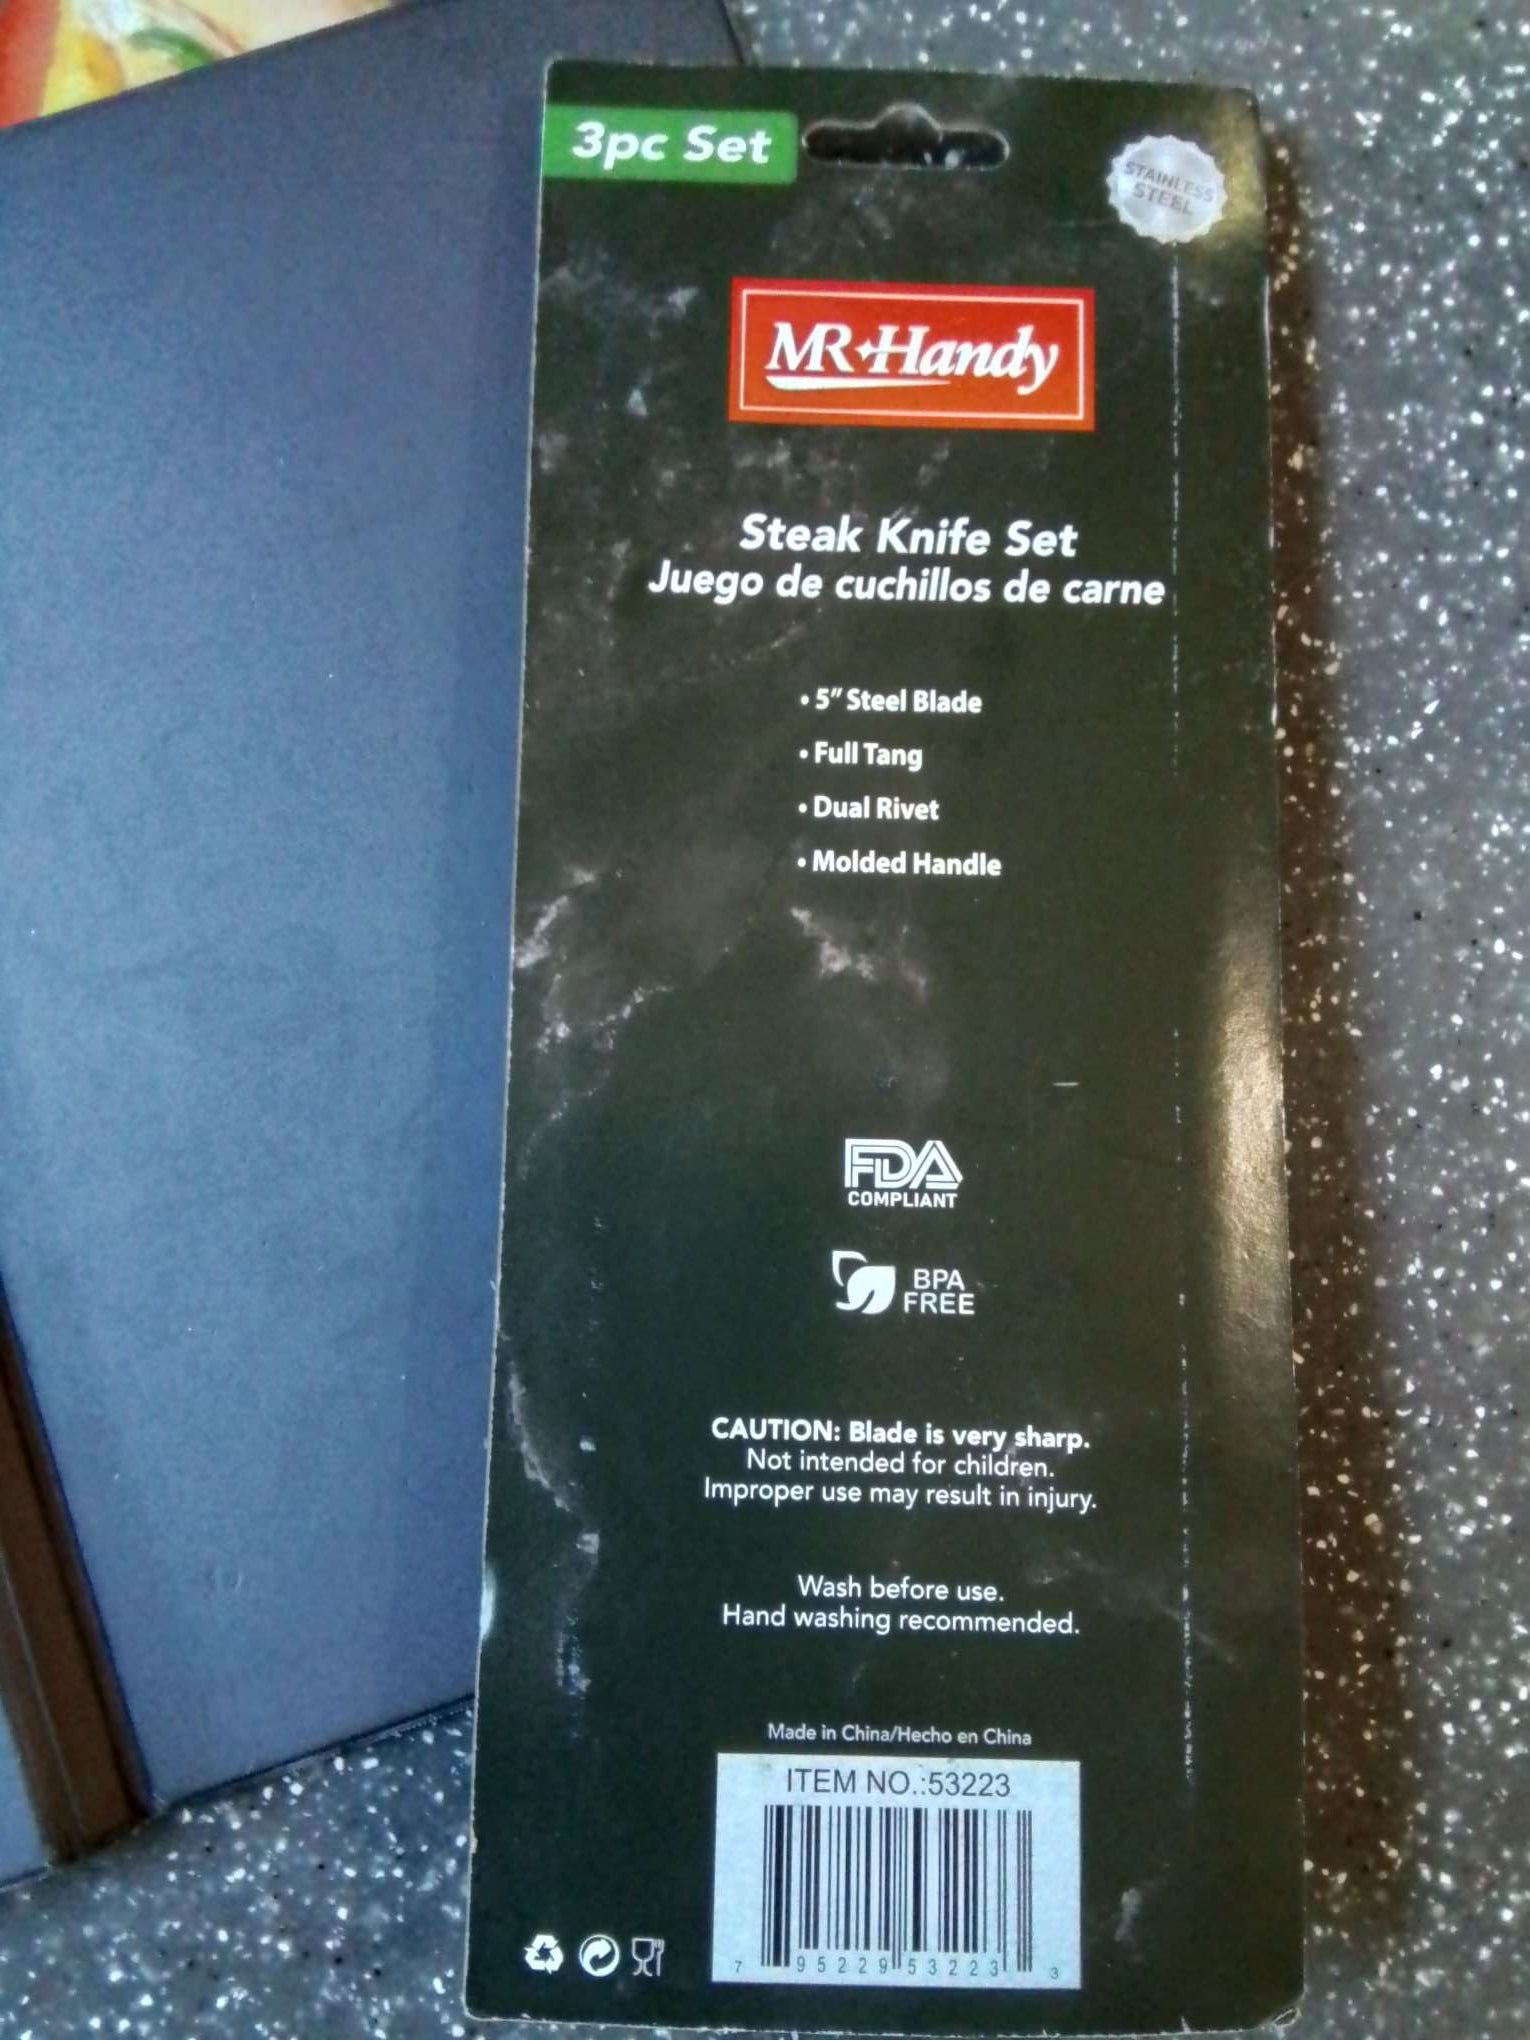 3pc Set
STAINLESS
STEEL
MR Handy
Steak Knife Set
Juego de cuchillos de carne
• 5" Steel Blade
• Full Tang
• Dual Rivet
• Molded Handle
FDA
COMPLIANT
BPA
FREE
CAUTION: Blade is very sharp.
Not intended for children.
Improper use may result in injury.
Wash before use.
Hand washing recommended.
Made in China/Hecho en China
ITEM NO.:53223
7 95229 53223 3